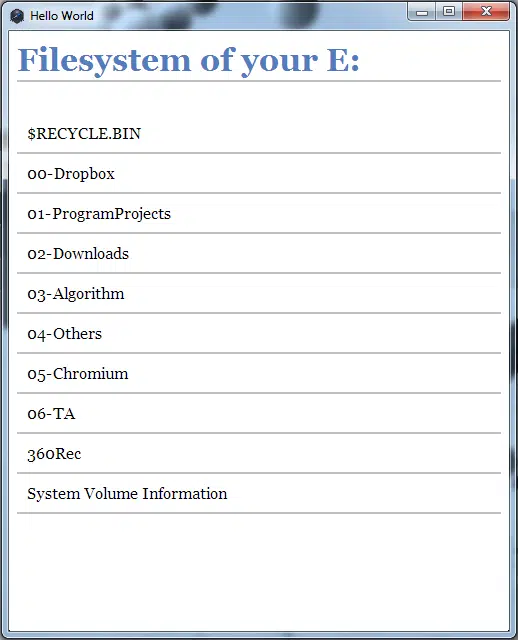 Hello World
Filesystem of your E:
$RECYCLE.BIN
00-Dropbox
01-ProgramProjects
02-Downloads
03-Algorithm
04-Others
05-Chromium
06-TA
360Rec
System Volume Information